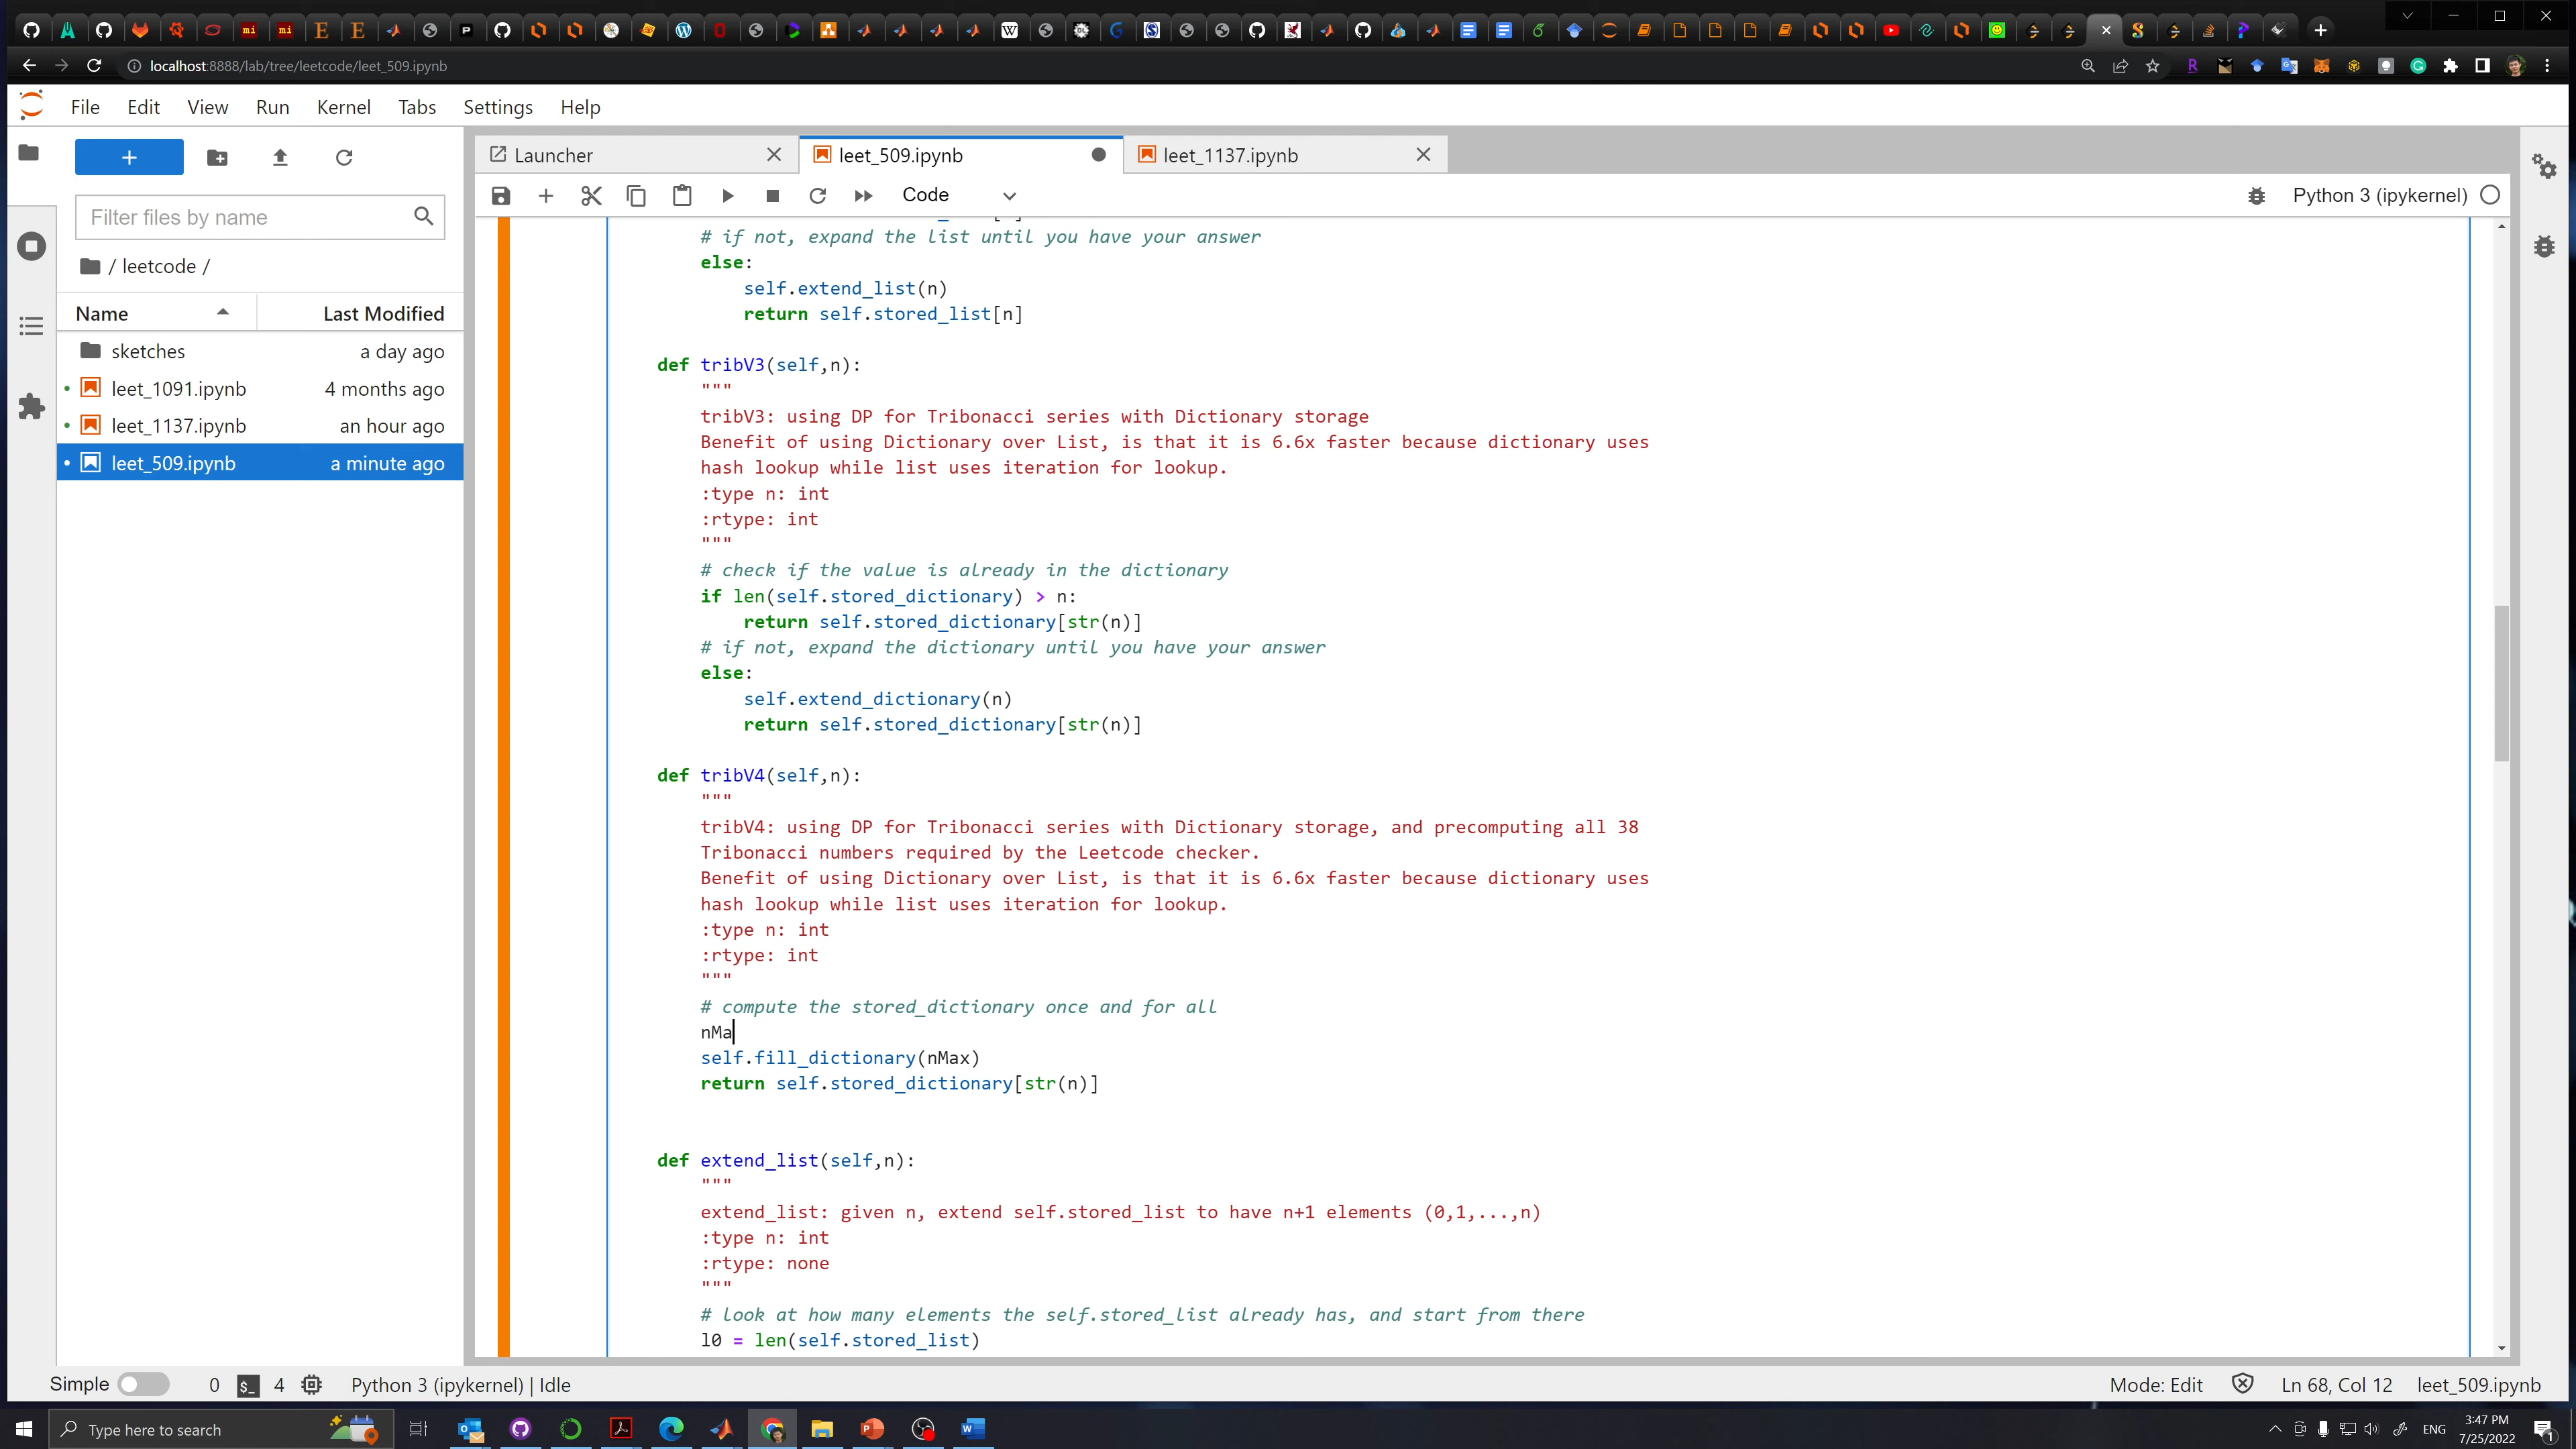 localhost:8888/lab/tree/leetcode/leet_509.ipynb
File Edit View Run Kernel Tabs Settings Help
Launcher
leet_509.ipynb
leet_1137.ipynb
Code
Python 3 (ipykernel)
Filter files by name
/ leetcode /
Name Last Modified
sketches a day ago
leet_1091.ipynb 4 months ago
leet_1137.ipynb an hour ago
leet_509.ipynb a minute ago
# if not, expand the list until you have your answer
else:
self.extend_list(n)
return self.stored_list[n]
def tribV3(self,n):
"""
tribV3: using DP for Tribonacci series with Dictionary storage
Benefit of using Dictionary over List, is that it is 6.6x faster because dictionary uses
hash lookup while list uses iteration for lookup.
:type n: int
:rtype: int
"""
# check if the value is already in the dictionary
if len(self.stored_dictionary) > n:
return self.stored_dictionary[str(n)]
# if not, expand the dictionary until you have your answer
else:
self.extend_dictionary(n)
return self.stored_dictionary[str(n)]
def tribV4(self,n):
"""
tribV4: using DP for Tribonacci series with Dictionary storage, and precomputing all 38
Tribonacci numbers required by the Leetcode checker.
Benefit of using Dictionary over List, is that it is 6.6x faster because dictionary uses
hash lookup while list uses iteration for lookup.
:type n: int
:rtype: int
"""
# compute the stored_dictionary once and for all
nMa
self.fill_dictionary(nMax)
return self.stored_dictionary[str(n)]
def extend_list(self,n):
"""
extend_list: given n, extend self.stored_list to have n+1 elements (0,1,...,n)
:type n: int
:rtype: none
"""
# look at how many elements the self.stored_list already has, and start from there
l0 = len(self.stored_list)
Simple 0 4 Python 3 (ipykernel) | Idle
Mode: Edit Ln 68, Col 12 leet_509.ipynb
Type here to search
ENG
3:47 PM
7/25/2022